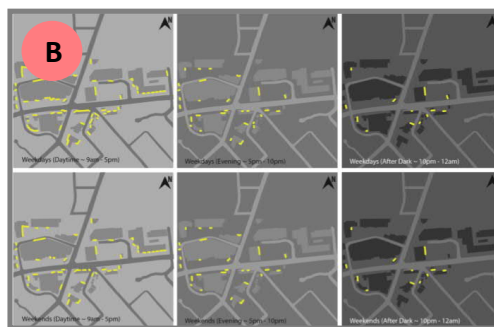 B
N
N
N
Weekdays (Daytime ~ 9am - 5pm)
Weekdays (Evening ~ 5pm - 10pm)
Weekdays (After Dark ~ 10pm - 12am)
N
N
N
Weekends (Daytime ~ 9am - 5pm)
Weekends (Evening ~ 5pm - 10pm)
Weekends (After Dark ~ 10pm - 12am)